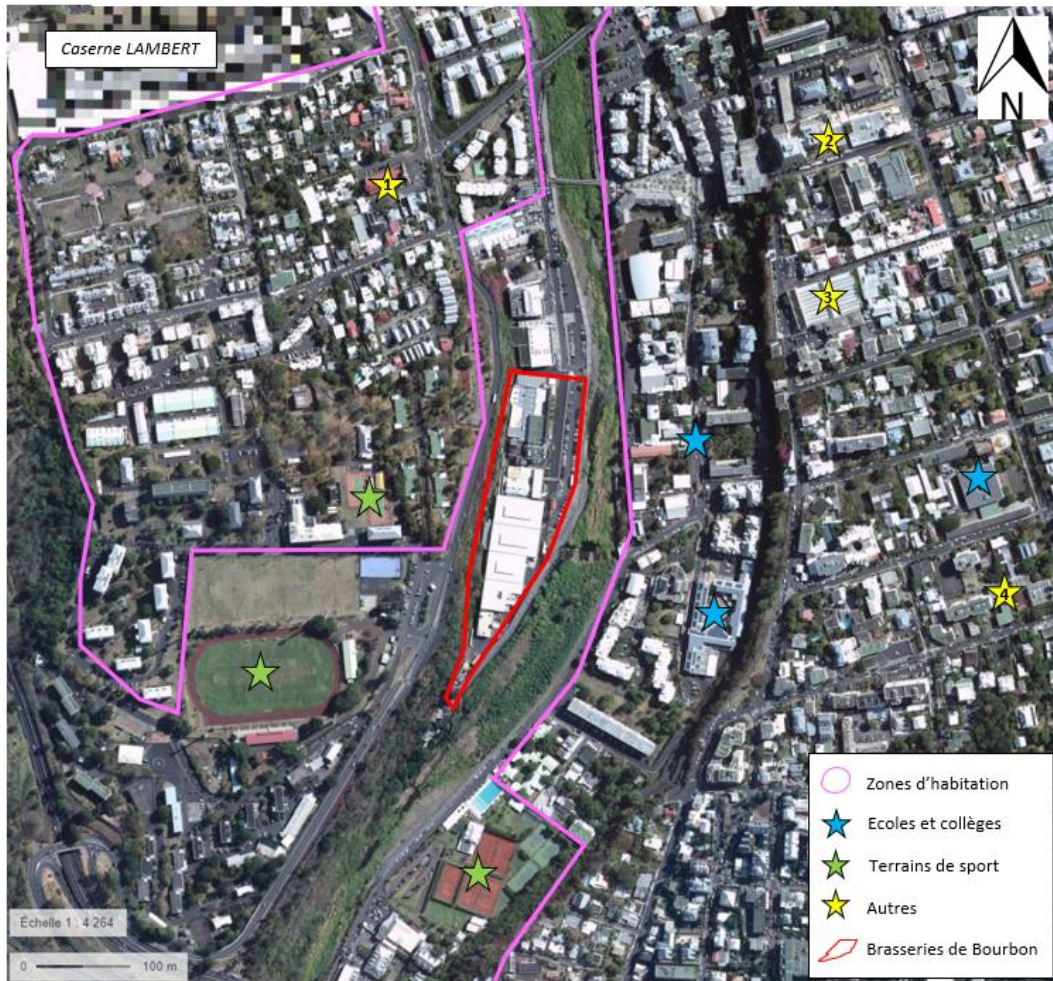 Caserne LAMBERT
N
1
2
3
4
Zones d'habitation
Ecoles et collèges
Terrains de sport
Autres
Brasseries de Bourbon
Échelle 1 : 4 264
0 100 m